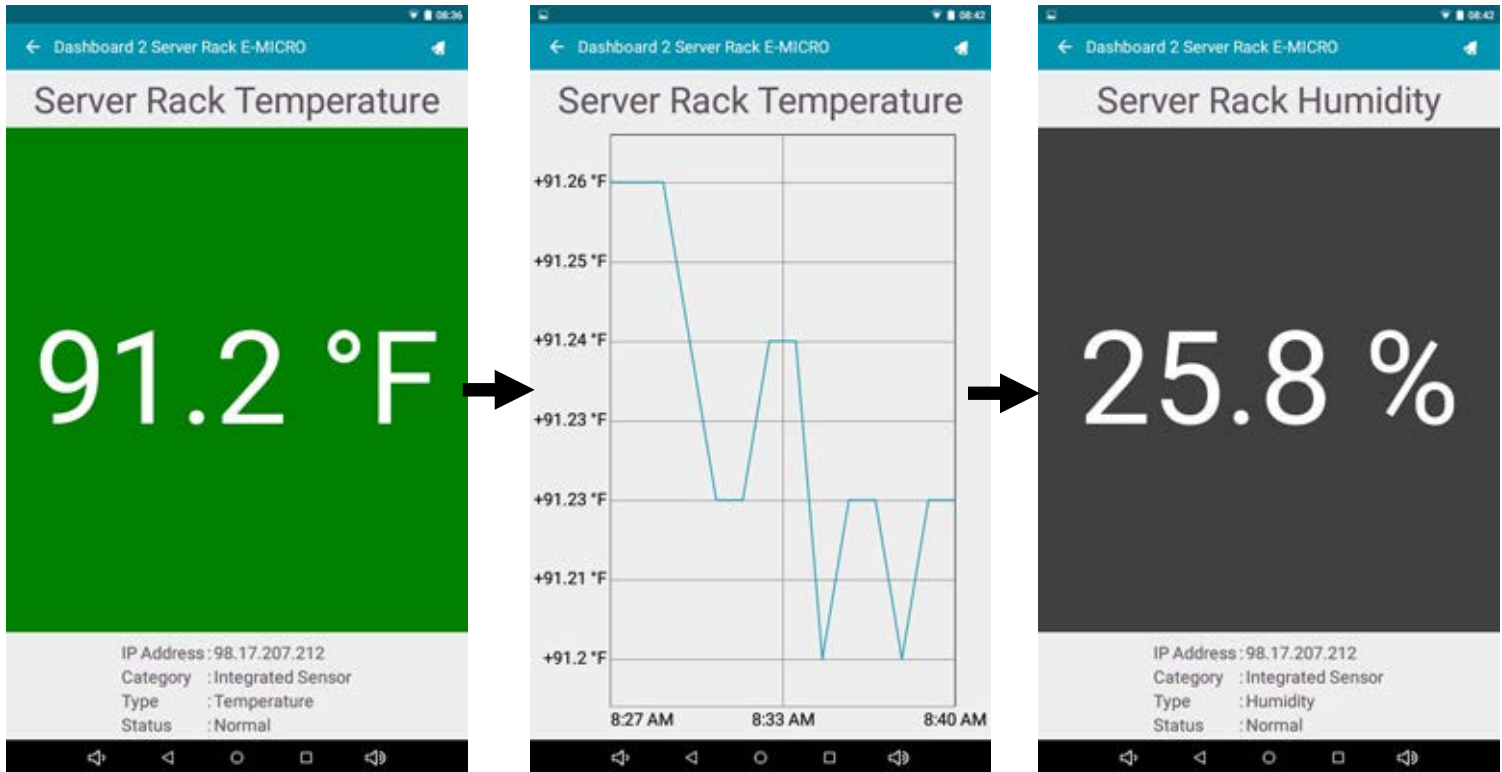 08:36
Dashboard 2 Server Rack E-MICRO
Server Rack Temperature
91.2 °F
IP Address : 98.17.207.212
Category : Integrated Sensor
Type : Temperature
Status : Normal
08:42
Dashboard 2 Server Rack E-MICRO
Server Rack Temperature
+91.26 °F
+91.25 °F
+91.24 °F
+91.23 °F
+91.23 °F
+91.21 °F
+91.2 °F
8:27 AM 8:33 AM 8:40 AM
08:42
Dashboard 2 Server Rack E-MICRO
Server Rack Humidity
25.8 %
IP Address : 98.17.207.212
Category : Integrated Sensor
Type : Humidity
Status : Normal